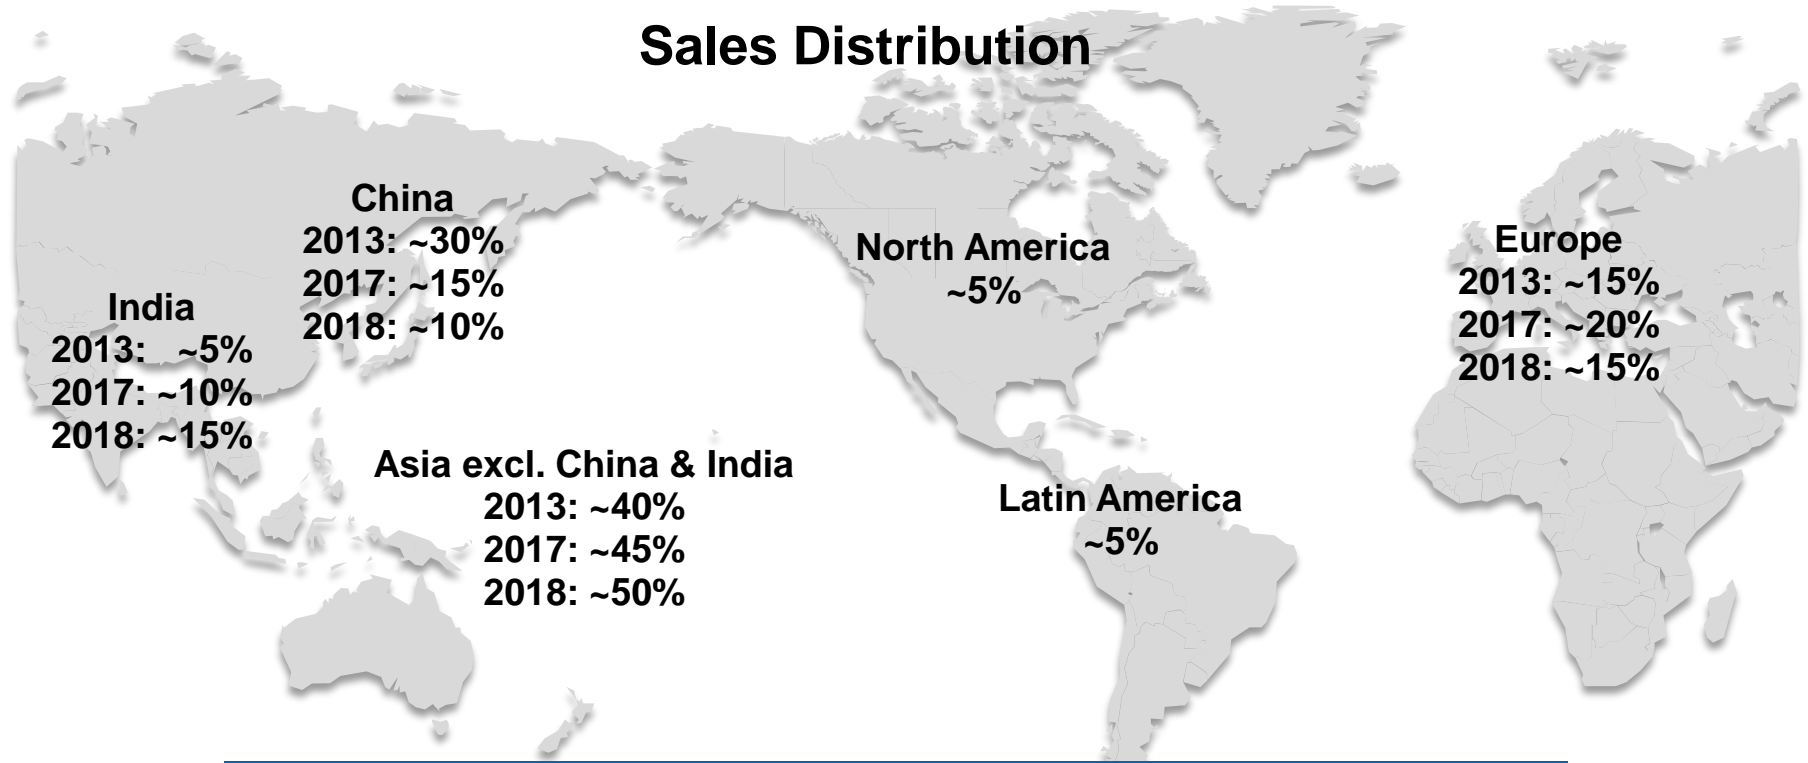 Sales Distribution
China
2013: ~30%
2017: ~15%
2018: ~10%
India
2013: ~5%
2017: ~10%
2018: ~15%
Asia excl. China & India
2013: ~40%
2017: ~45%
2018: ~50%
North America
~5%
Latin America
~5%
Europe
2013: ~15%
2017: ~20%
2018: ~15%